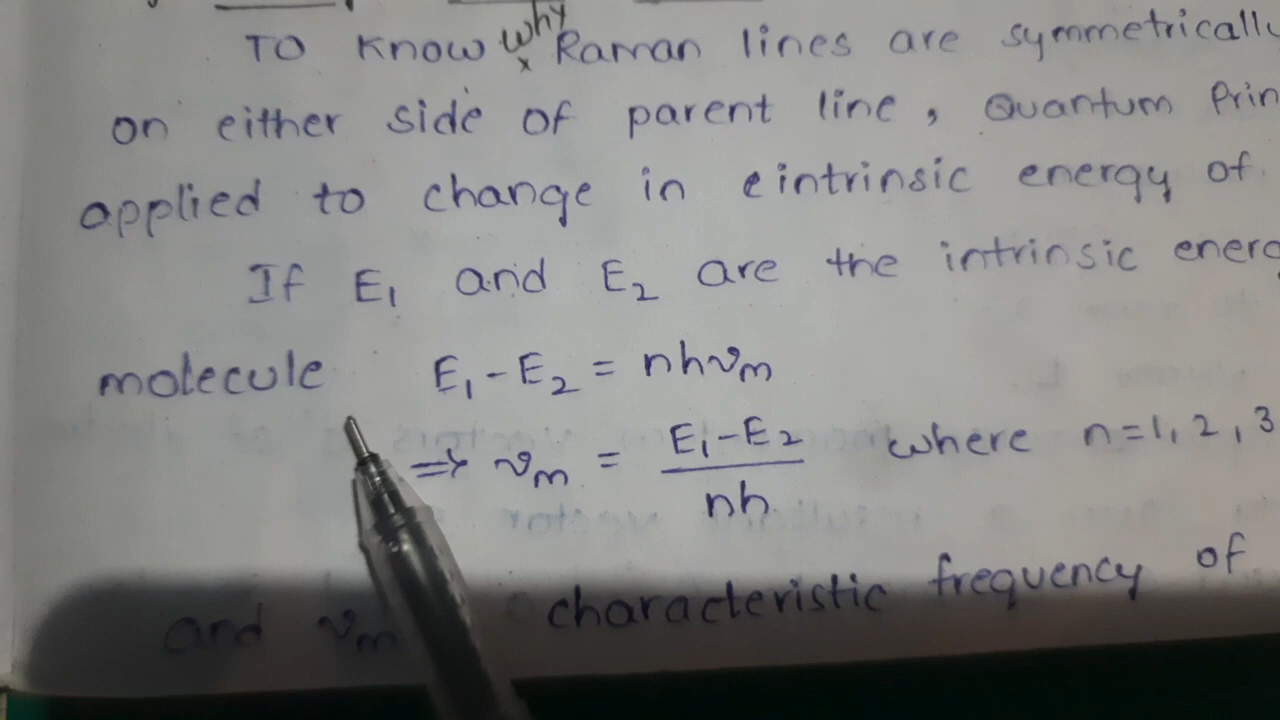 why
TO Know x Raman lines are symmetrically
on either side of parent line, Quantum Prin
applied to change in eintrinsic energy of
If E₁ and E₂ are the intrinsic energ
molecule E₁-E₂ = nhνm
⇒ νm = E₁-E₂ / nh where n=1, 2, 3
and νm characteristic frequency of